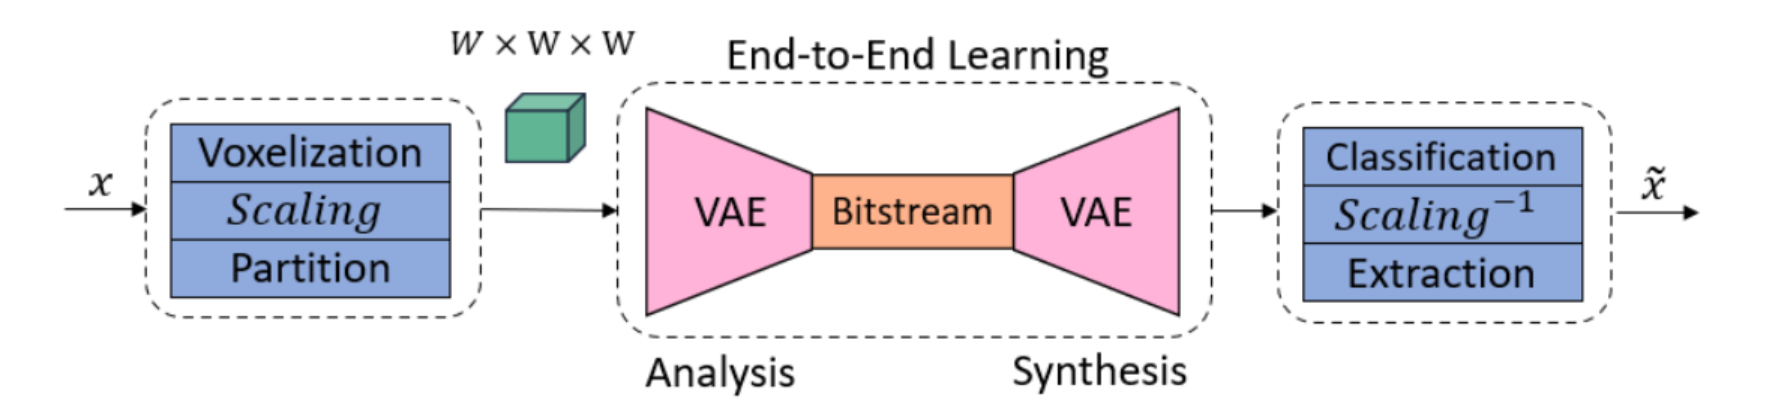 x
Voxelization
Scaling
Partition
W × W × W
End-to-End Learning
VAE
Bitstream
VAE
Analysis
Synthesis
Classification
Scaling⁻¹
Extraction
x̃